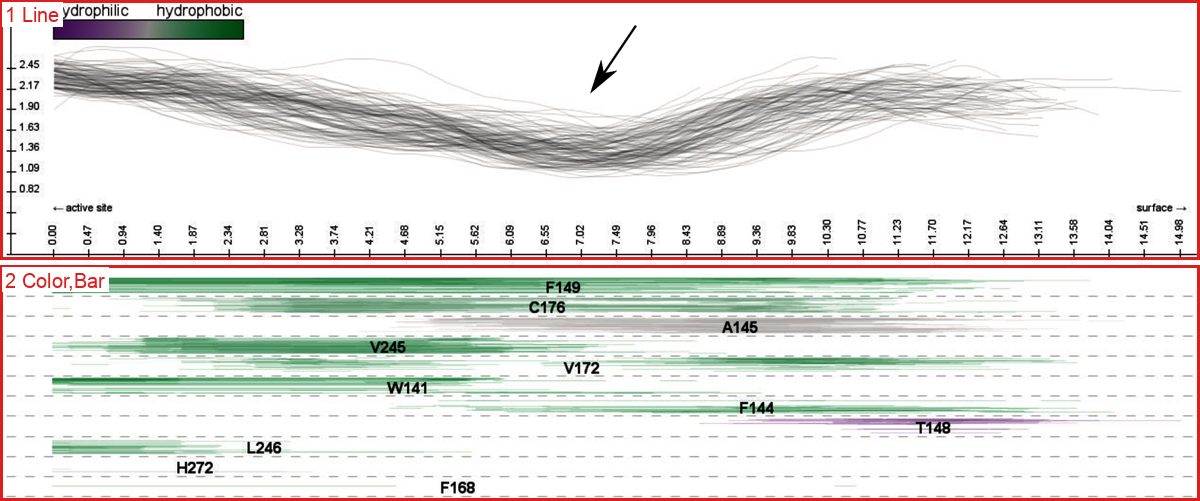 1 Line
ydrophilic hydrophobic
2.45
2.17
1.90
1.63
1.36
1.09
0.82
← active site
surface →
0.00 0.47 0.94 1.40 1.87 2.34 2.81 3.28 3.74 4.21 4.68 5.15 5.62 6.09 6.55 7.02 7.49 7.96 8.43 8.89 9.36 9.83 10.30 10.77 11.23 11.70 12.17 12.64 13.11 13.58 14.04 14.51 14.98
2 Color,Bar
F149
C176
A145
V245
V172
W141
F144
T148
L246
H272
F168